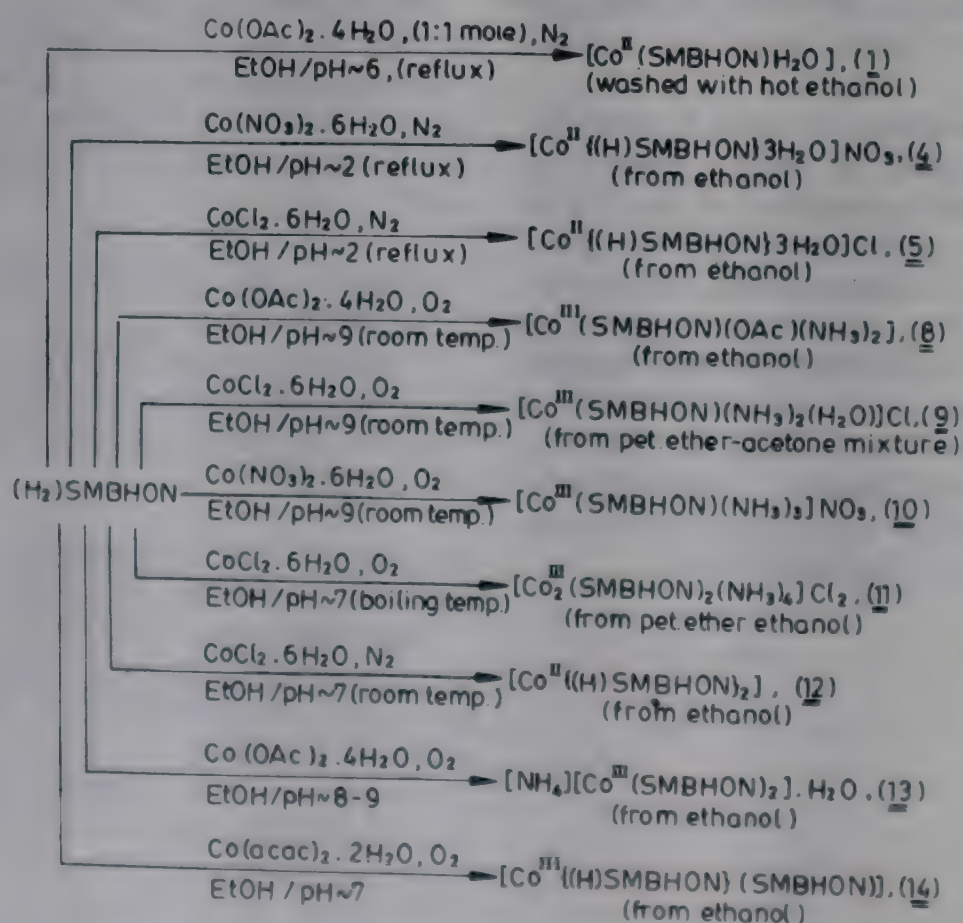 Co(OAc)₂ . 4H₂O , (1:1 mole) , N₂
EtOH/pH~6 , (reflux)
[Coᴵᴵ (SMBHON)H₂O] , (1)
(washed with hot ethanol)
Co(NO₃)₂ . 6H₂O , N₂
EtOH/pH~2 (reflux)
[Coᴵᴵ {(H)SMBHON} 3H₂O] NO₃ , (4)
(from ethanol)
CoCl₂ . 6H₂O , N₂
EtOH / pH~2 (reflux)
[Coᴵᴵ {(H)SMBHON} 3H₂O] Cl , (5)
(from ethanol)
Co(OAc)₂ . 4H₂O , O₂
EtOH/pH~9 (room temp.)
[Coᴵᴵᴵ (SMBHON)(OAc)(NH₃)₂] , (8)
(from ethanol)
CoCl₂ . 6H₂O , O₂
EtOH/pH~9 (room temp.)
[Coᴵᴵᴵ (SMBHON)(NH₃)₂(H₂O)]Cl , (9)
(from pet. ether-acetone mixture)
(H₂)SMBHON
Co(NO₃)₂ . 6H₂O , O₂
EtOH/pH~9 (room temp.)
[Coᴵᴵᴵ (SMBHON)(NH₃)₃] NO₃ , (10)
CoCl₂ . 6H₂O , O₂
EtOH/pH~7 (boiling temp.)
[Co₂ᴵᴵᴵ (SMBHON)₂ (NH₃)₄] Cl₂ , (11)
(from pet. ether ethanol)
CoCl₂ . 6H₂O , N₂
EtOH/pH~7 (room temp.)
[Coᴵᴵ {(H)SMBHON}₂] , (12)
(from ethanol)
Co(OAc)₂ . 4H₂O , O₂
EtOH/pH~8-9
[NH₄][Coᴵᴵᴵ (SMBHON)₂] . H₂O , (13)
(from ethanol)
Co(acac)₂ . 2H₂O , O₂
EtOH / pH~7
[Coᴵᴵᴵ {(H)SMBHON} (SMBHON)] , (14)
(from ethanol)